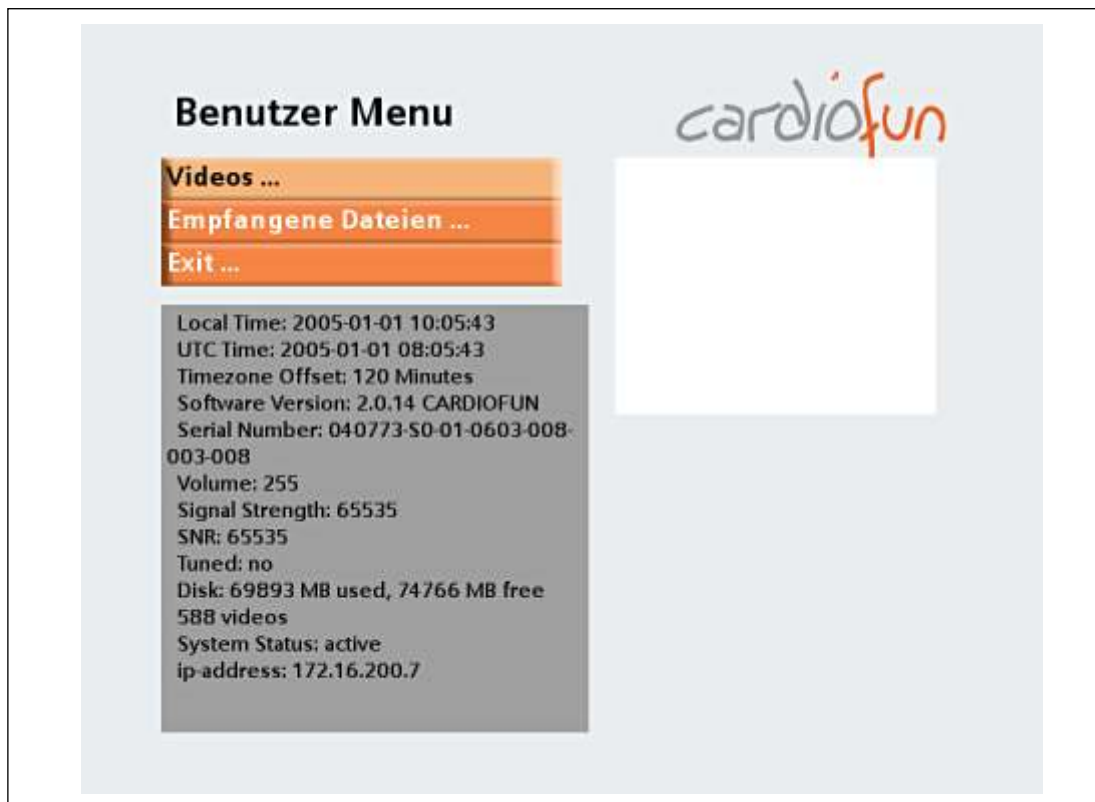 Benutzer Menu
cardiofun
Videos ...
Empfangene Dateien ...
Exit ...
Local Time: 2005-01-01 10:05:43
UTC Time: 2005-01-01 08:05:43
Timezone Offset: 120 Minutes
Software Version: 2.0.14 CARDIOFUN
Serial Number: 040773-S0-01-0603-008-
003-008
Volume: 255
Signal Strength: 65535
SNR: 65535
Tuned: no
Disk: 69893 MB used, 74766 MB free
588 videos
System Status: active
ip-address: 172.16.200.7